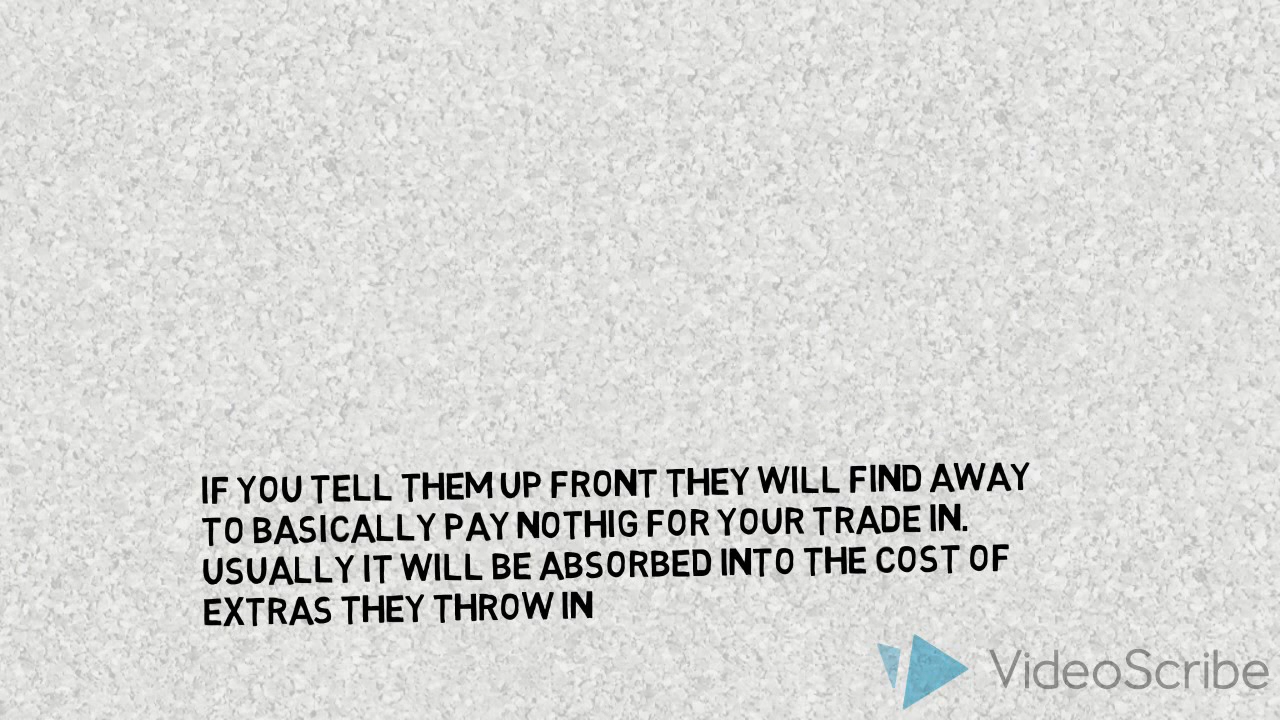 IF YOU TELL THEM UP FRONT THEY WILL FIND AWAY
TO BASICALLY PAY NOTHIG FOR YOUR TRADE IN.
USUALLY IT WILL BE ABSORBED INTO THE COST OF
EXTRAS THEY THROW IN
VideoScribe